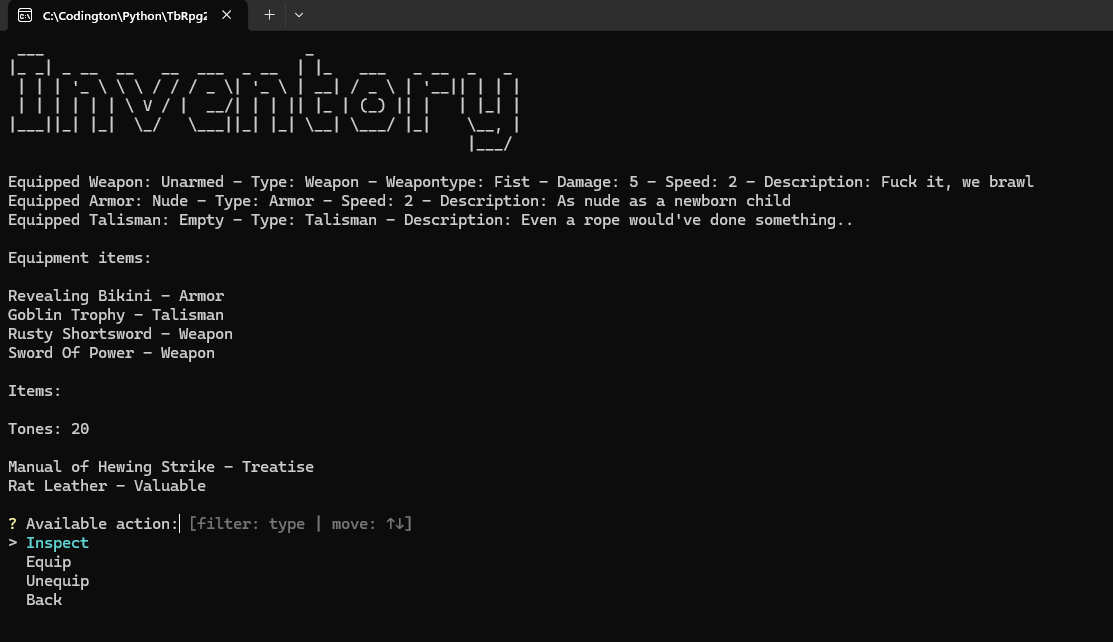 C:\Codington\Python\TbRpg2
Inventory
Equipped Weapon: Unarmed - Type: Weapon - Weapontype: Fist - Damage: 5 - Speed: 2 - Description: Fuck it, we brawl
Equipped Armor: Nude - Type: Armor - Speed: 2 - Description: As nude as a newborn child
Equipped Talisman: Empty - Type: Talisman - Description: Even a rope would've done something..
Equipment items:
Revealing Bikini - Armor
Goblin Trophy - Talisman
Rusty Shortsword - Weapon
Sword Of Power - Weapon
Items:
Tones: 20
Manual of Hewing Strike - Treatise
Rat Leather - Valuable
? Available action: [filter: type | move: ↑↓]
> Inspect
Equip
Unequip
Back